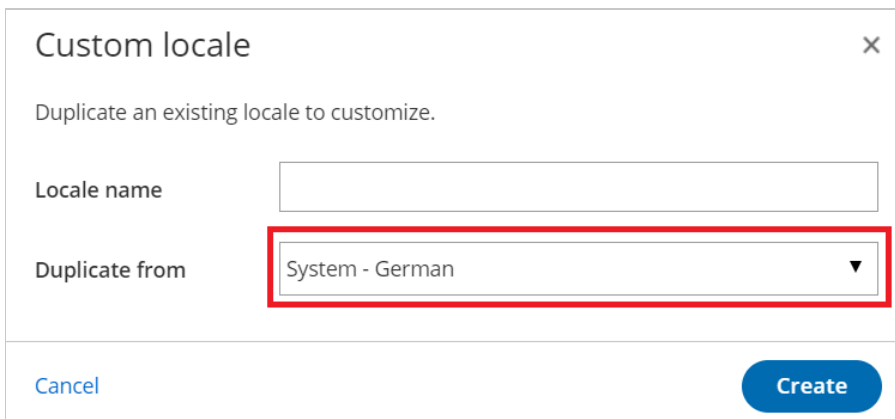 Custom locale
Duplicate an existing locale to customize.
Locale name
Duplicate from
System - German
Cancel
Create